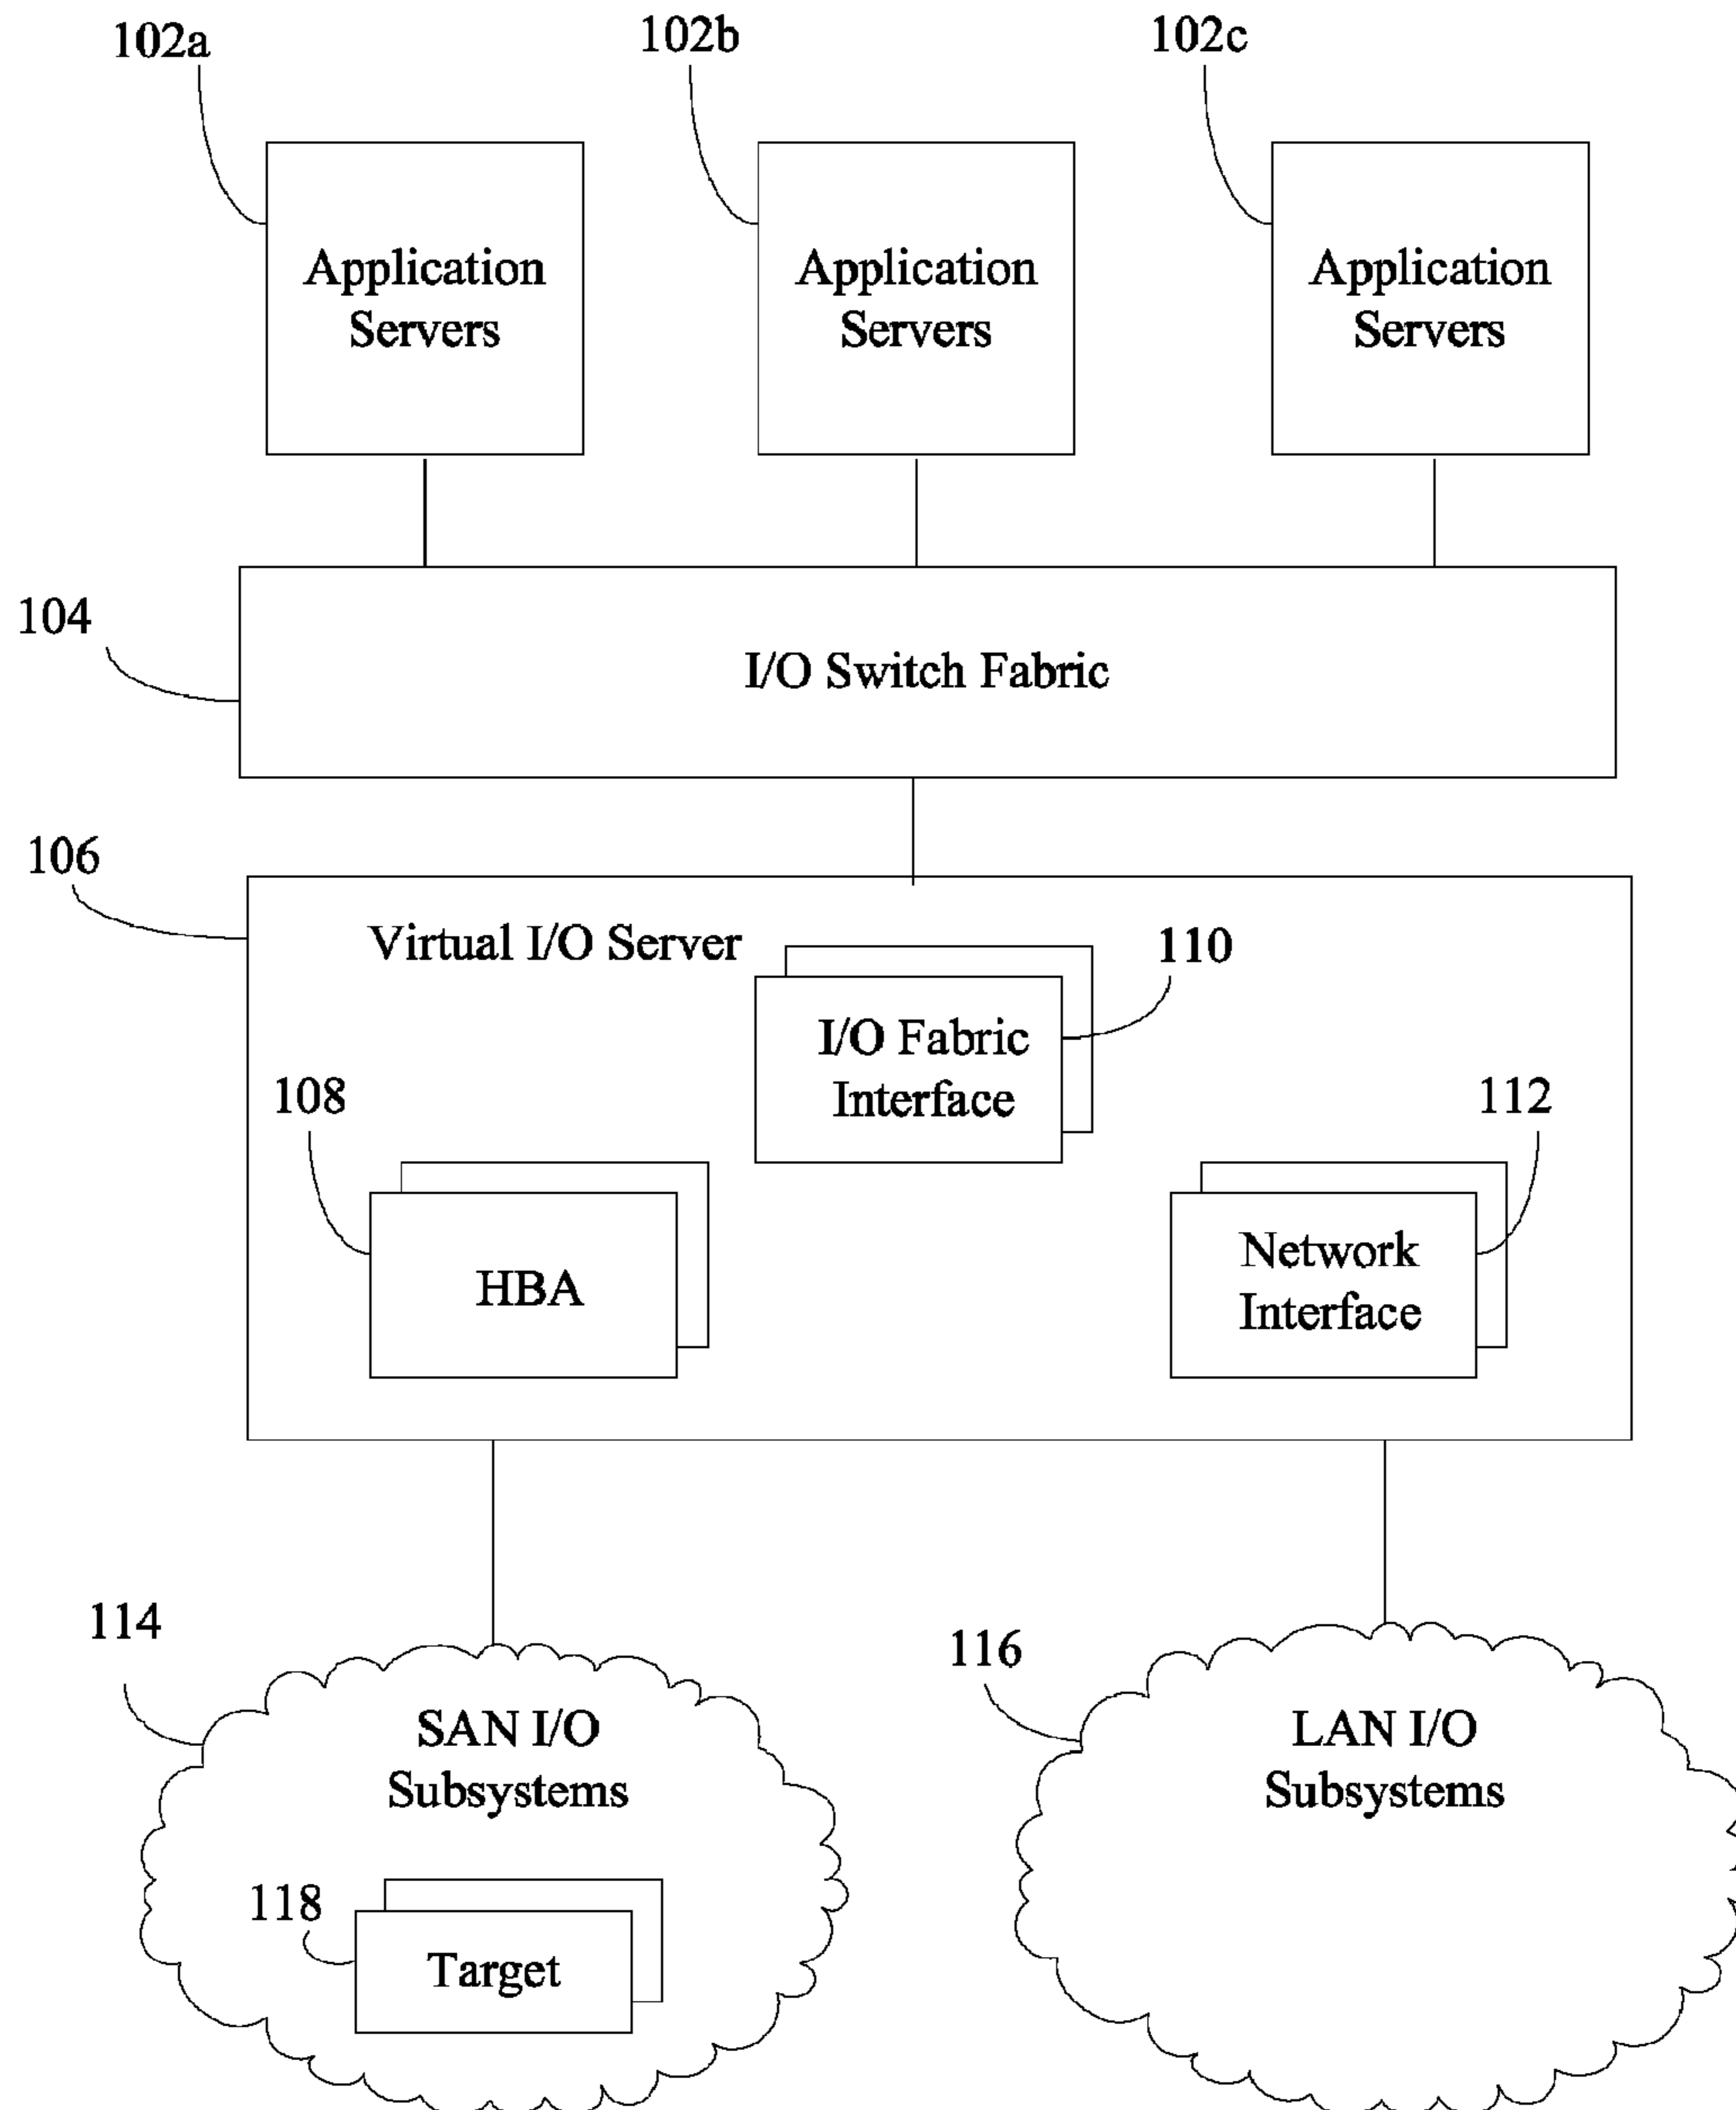 102a
102b
102c
Application
Servers
Application
Servers
Application
Servers
104
I/O Switch Fabric
106
Virtual I/O Server
110
I/O Fabric
Interface
108
112
HBA
Network
Interface
114
116
SAN I/O
Subsystems
LAN I/O
Subsystems
118
Target